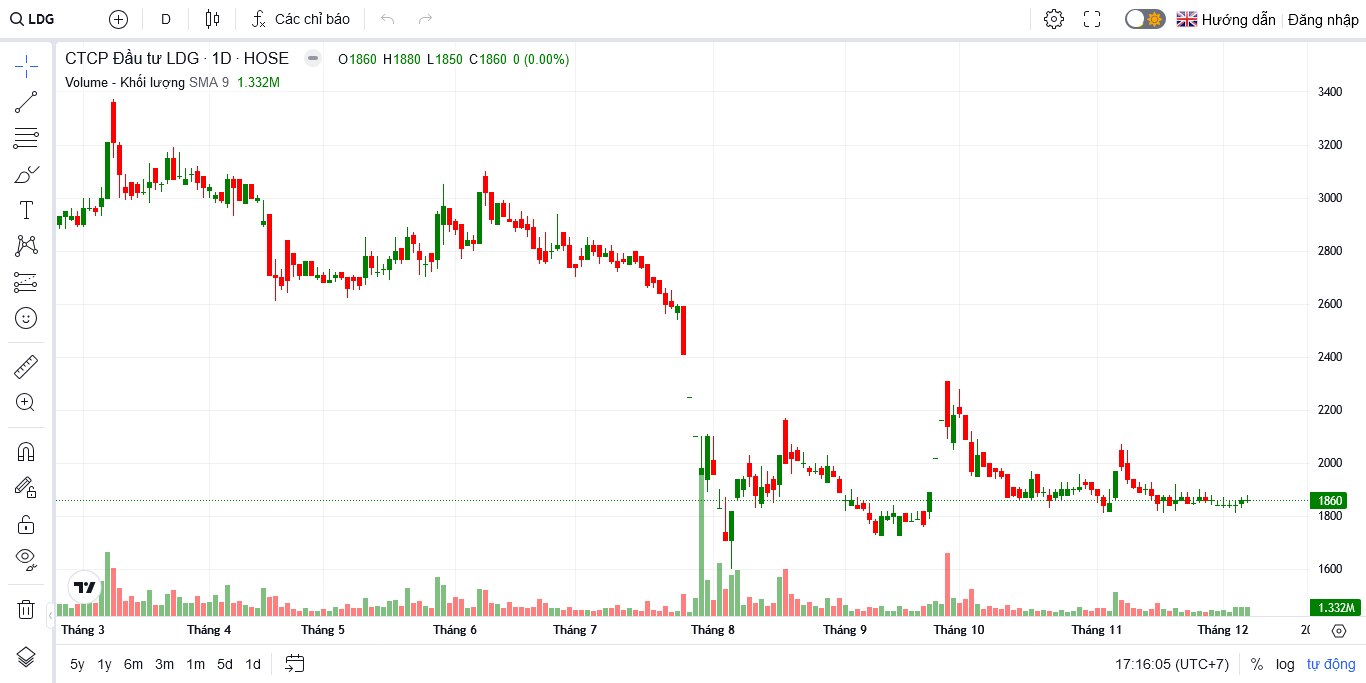 LDG D Các chỉ báo Hướng dẫn Đăng nhập
CTCP Đầu tư LDG · 1D · HOSE O1860 H1880 L1850 C1860 0 (0.00%)
Volume - Khối lượng SMA 9 1.332M
3400
3200
3000
2800
2600
2400
2200
2000
1860
1800
1600
1.332M
Tháng 3 Tháng 4 Tháng 5 Tháng 6 Tháng 7 Tháng 8 Tháng 9 Tháng 10 Tháng 11 Tháng 12
5y 1y 6m 3m 1m 5d 1d 17:16:05 (UTC+7) % log tự động